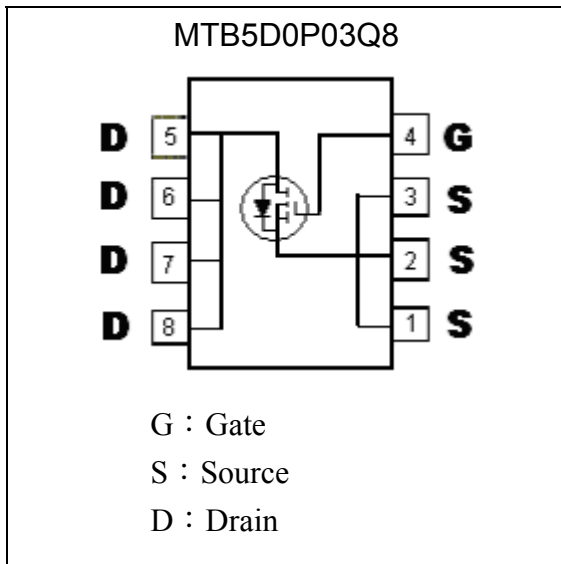 MTB5D0P03Q8
D 5 4 G
D 6 3 S
D 7 2 S
D 8 1 S
G：Gate
S：Source
D：Drain